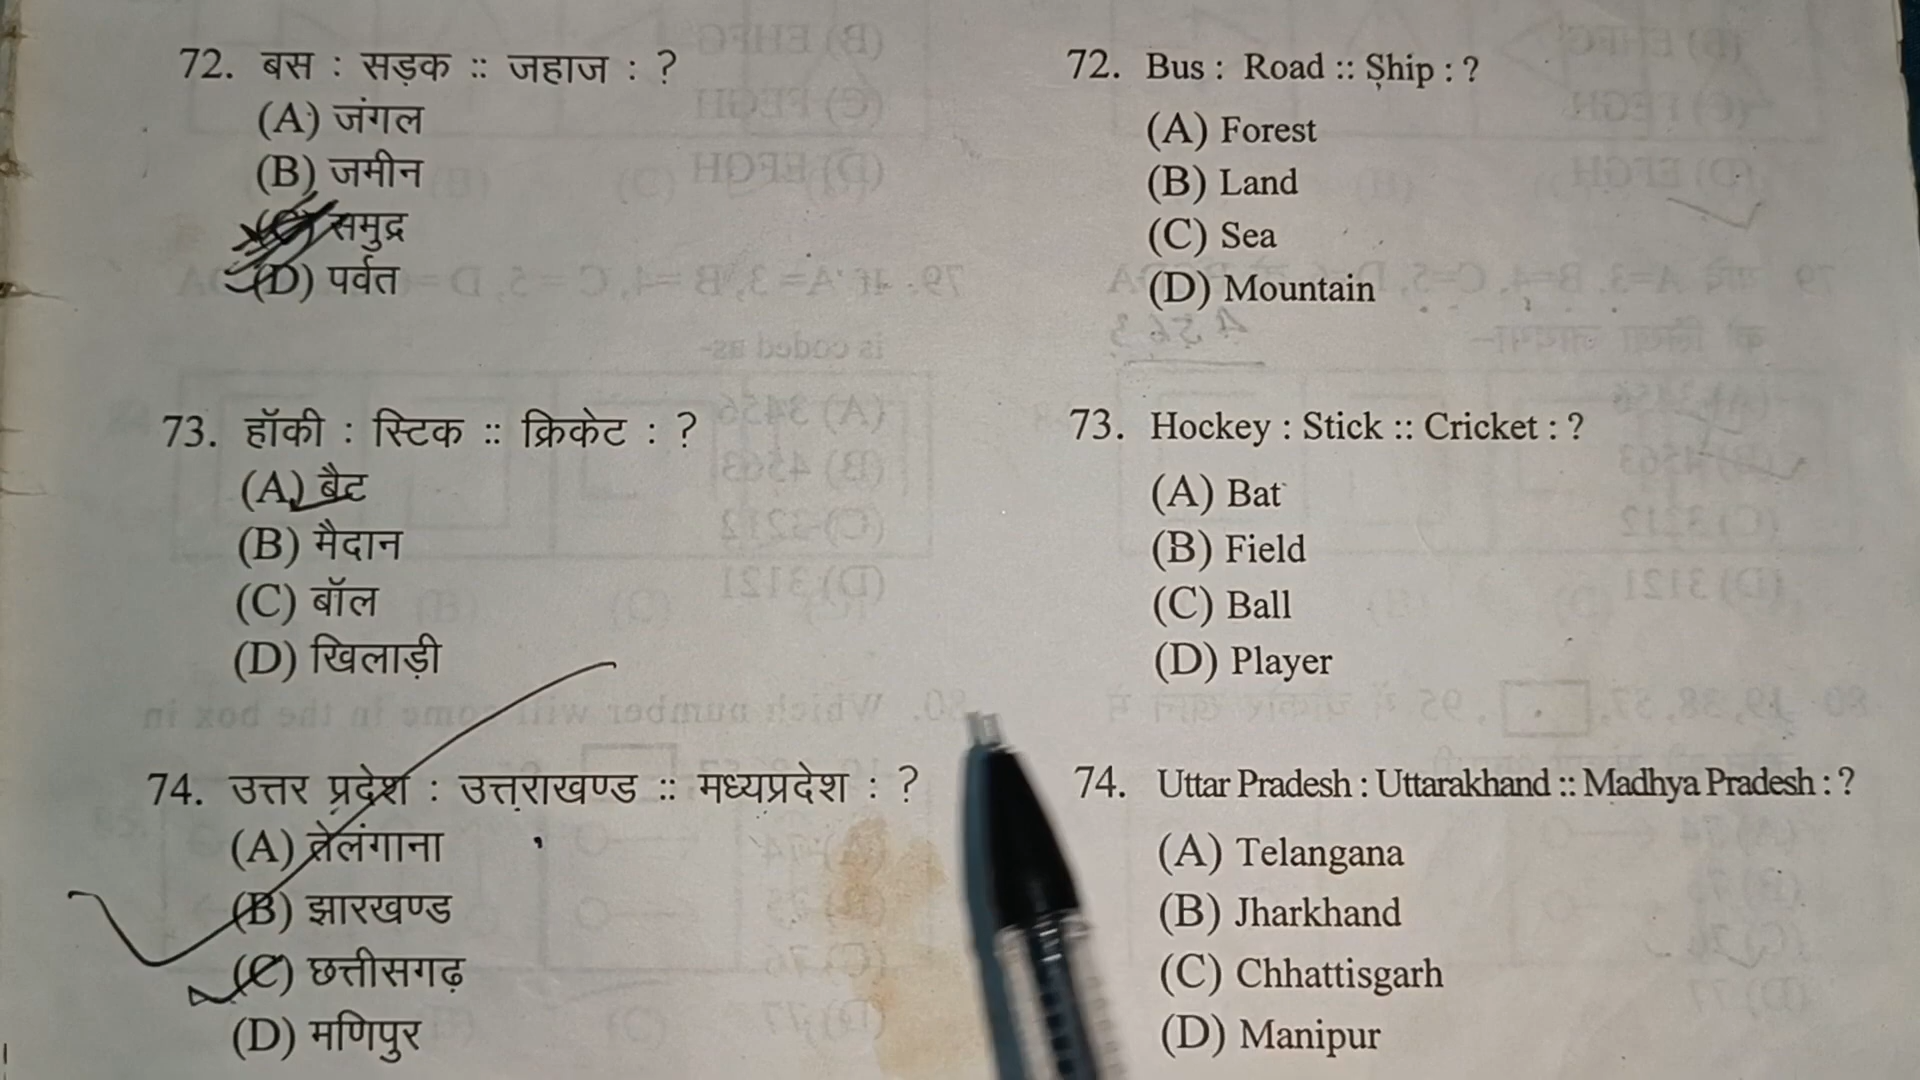 72. बस : सड़क :: जहाज : ?
(A) जंगल
(B) जमीन
(C) समुद्र
(D) पर्वत
73. हॉकी : स्टिक :: क्रिकेट : ?
(A) बैट
(B) मैदान
(C) बॉल
(D) खिलाड़ी
74. उत्तर प्रदेश : उत्तराखण्ड :: मध्यप्रदेश : ?
(A) तेलंगाना
(B) झारखण्ड
(C) छत्तीसगढ़
(D) मणिपुर
72. Bus : Road :: Ship : ?
(A) Forest
(B) Land
(C) Sea
(D) Mountain
73. Hockey : Stick :: Cricket : ?
(A) Bat
(B) Field
(C) Ball
(D) Player
74. Uttar Pradesh : Uttarakhand :: Madhya Pradesh : ?
(A) Telangana
(B) Jharkhand
(C) Chhattisgarh
(D) Manipur